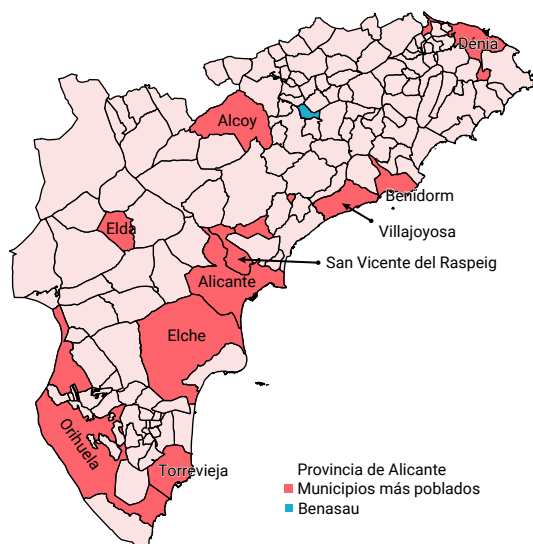 Dénia
Alcoy
Benidorm
Elda
Villajoyosa
San Vicente del Raspeig
Alicante
Elche
Orihuela
Torrevieja
Provincia de Alicante
Municipios más poblados
Benasau